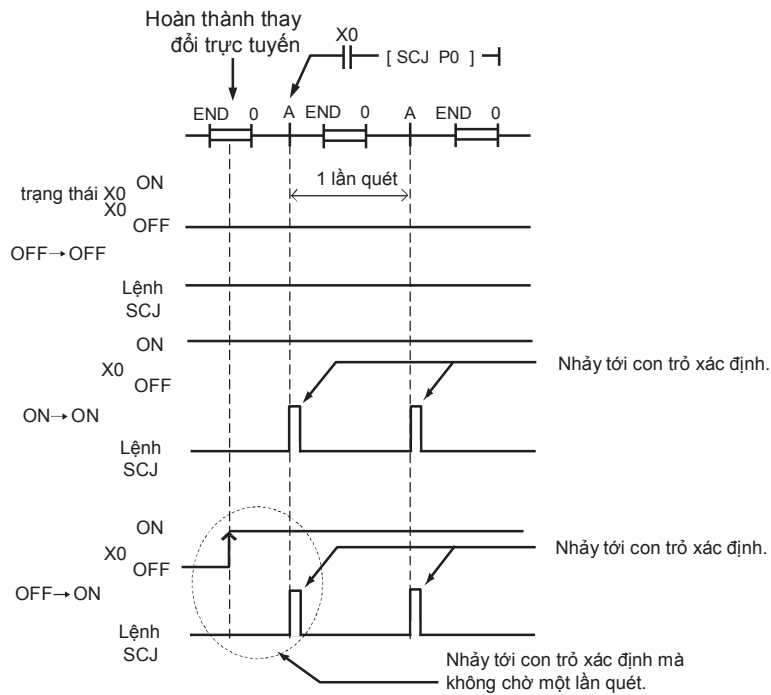 Hoàn thành thay
đổi trực tuyến
X0
[ SCJ P0 ]
END 0 A END 0 A END 0
1 lần quét
trạng thái X0 ON
X0
OFF
OFF→OFF
Lệnh
SCJ
ON
X0
OFF
Nhảy tới con trỏ xác định.
ON→ON
Lệnh
SCJ
ON
X0
OFF
Nhảy tới con trỏ xác định.
OFF→ON
Lệnh
SCJ
Nhảy tới con trỏ xác định mà
không chờ một lần quét.